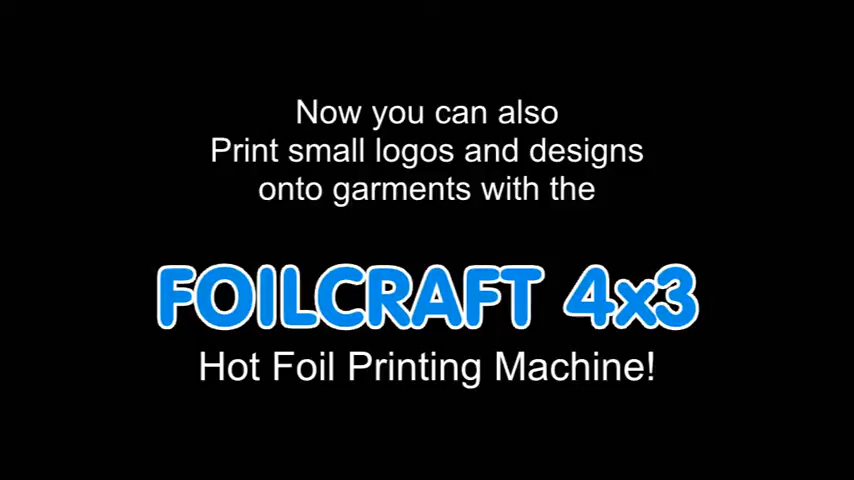 Now you can also
Print small logos and designs
onto garments with the
FOILCRAFT 4x3
Hot Foil Printing Machine!